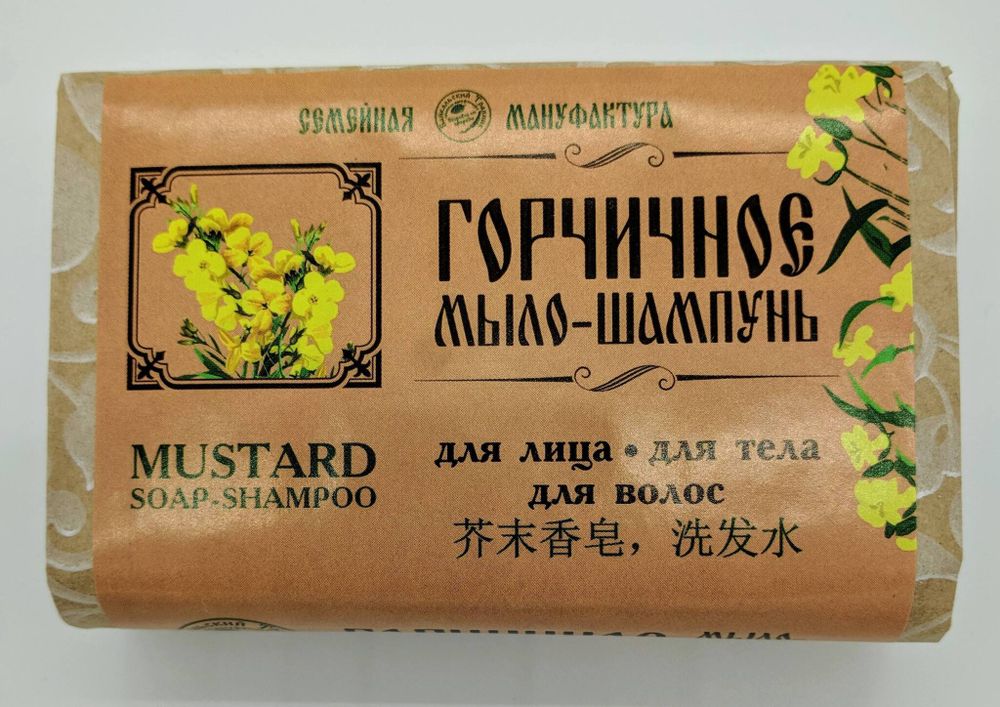 СЕМЕЙНАЯ МАНУФАКТУРА
ГОРЧИЧНОЕ
МЫЛО-ШАМПУНЬ
MUSTARD
SOAP-SHAMPOO
для лица • для тела
для волос
芥末香皂，洗发水